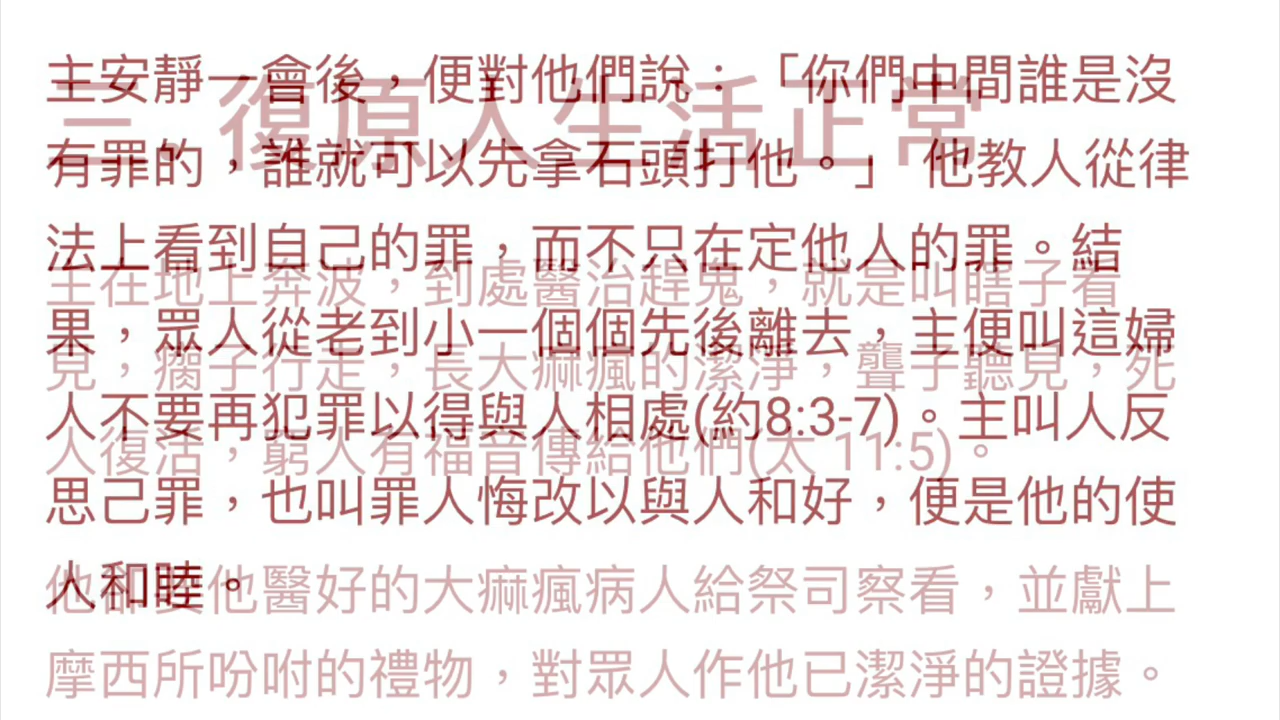 主安靜一會後，便對他們說：「你們中間誰是沒
有罪的，誰就可以先拿石頭打他。」 他教人從律
法上看到自己的罪，而不只在定他人的罪。結
果，眾人從老到小一個個先後離去，主便叫這婦
人不要再犯罪以得與人相處(約8:3-7)。主叫人反
思己罪，也叫罪人悔改以與人和好，便是他的使
人和睦。
三、復原人生活正常
主在地上奔波，到處醫治趕鬼，就是叫瞎子看
見，瘸子行走，長大痲瘋的潔淨，聾子聽見，死
人復活，窮人有福音傳給他們(太 11:5)。
他醫好的大痲瘋病人給祭司察看，並獻上
摩西所吩咐的禮物，對眾人作他已潔淨的證據。